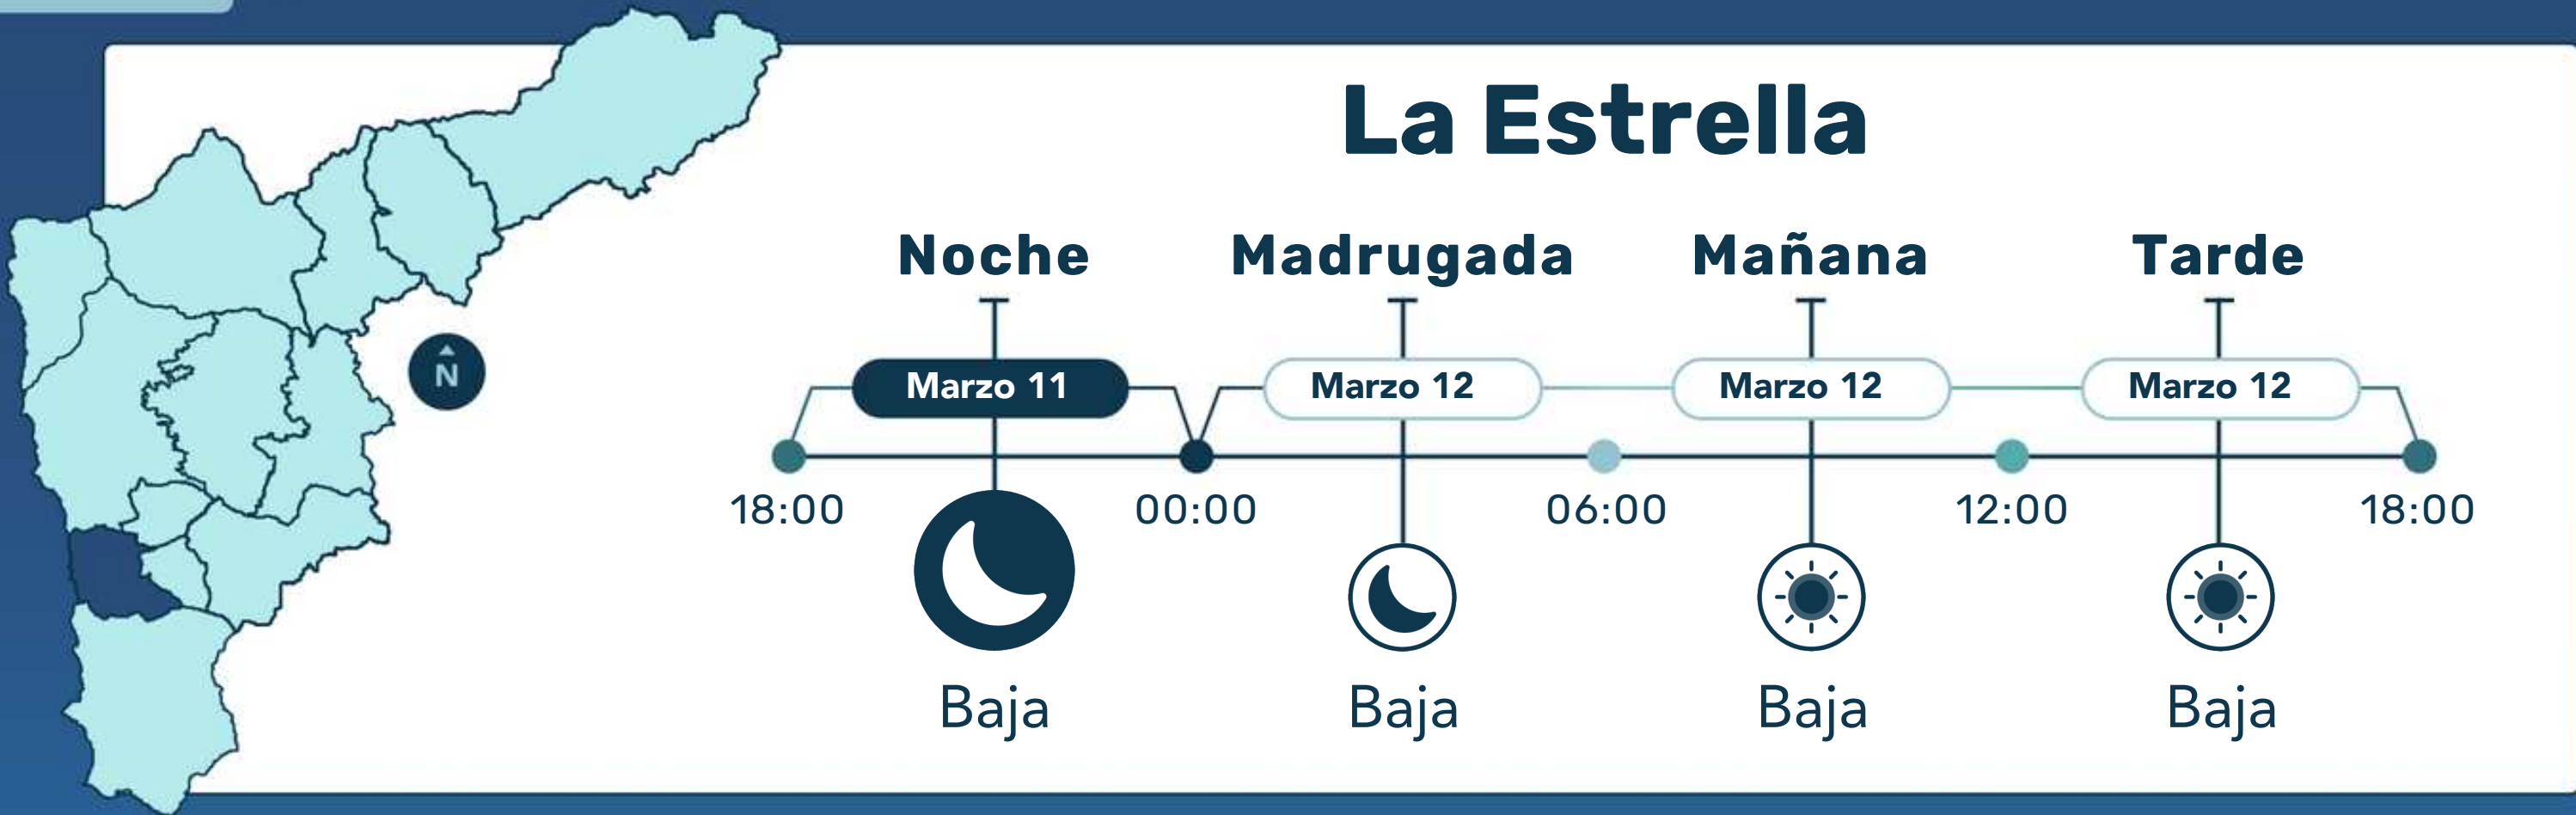 La Estrella
Noche Madrugada Mañana Tarde
Marzo 11 Marzo 12 Marzo 12 Marzo 12
N
18:00 00:00 06:00 12:00 18:00
Baja Baja Baja Baja